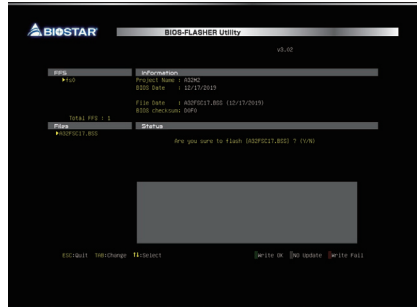 BIOSTAR
BIOS-FLASHER Utility
v3.02
FFS
Information
fs0
Project Name : A32M2
BIOS Date : 12/17/2019
File Date : A32FSC17.BSS (12/17/2019)
BIOS checksum: D0FA
Total FFS : 1
Files
Status
A32FSC17.BSS
Are you sure to flash (A32FSC17.BSS) ? (Y/N)
ESC:Quit TAB:Change ↑↓:Select Write OK NO Update Write Fail